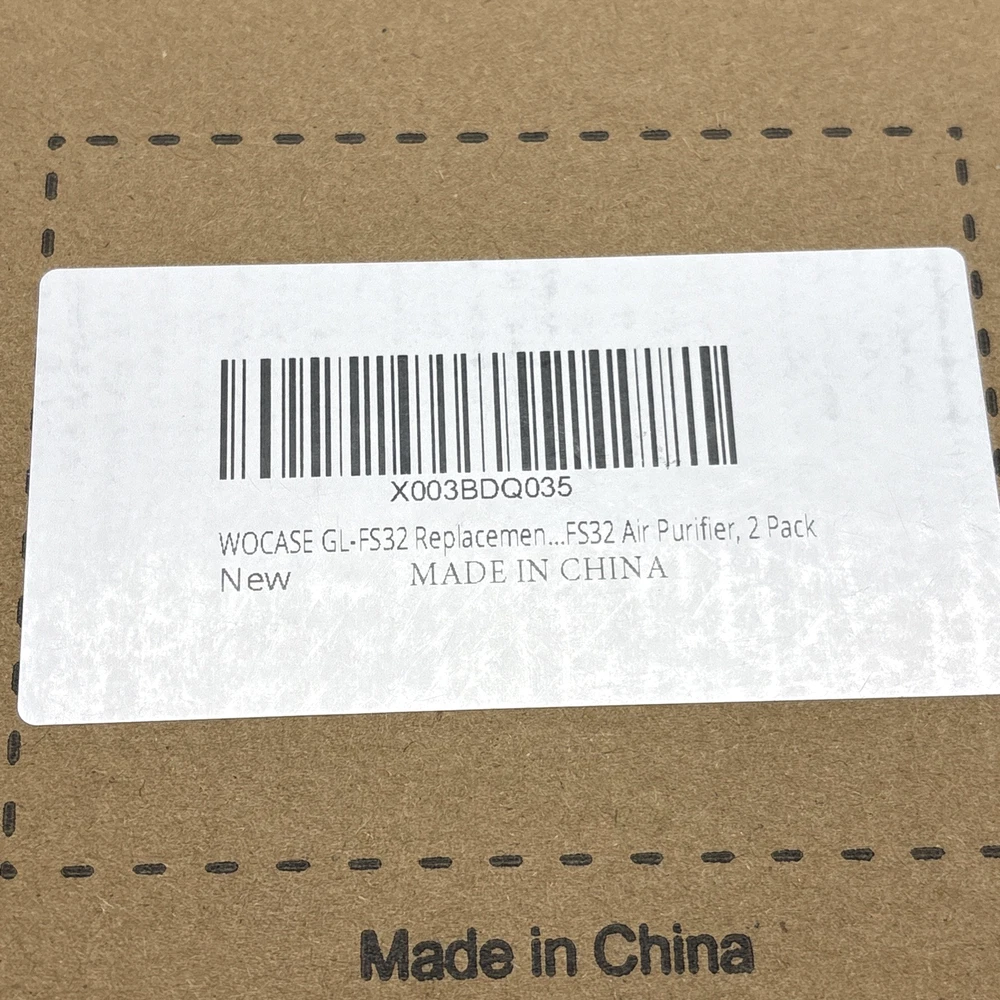 X003BDQ035
WOCASE GL-FS32 Replacemen...FS32 Air Purifier, 2 Pack
New MADE IN CHINA
Made in China